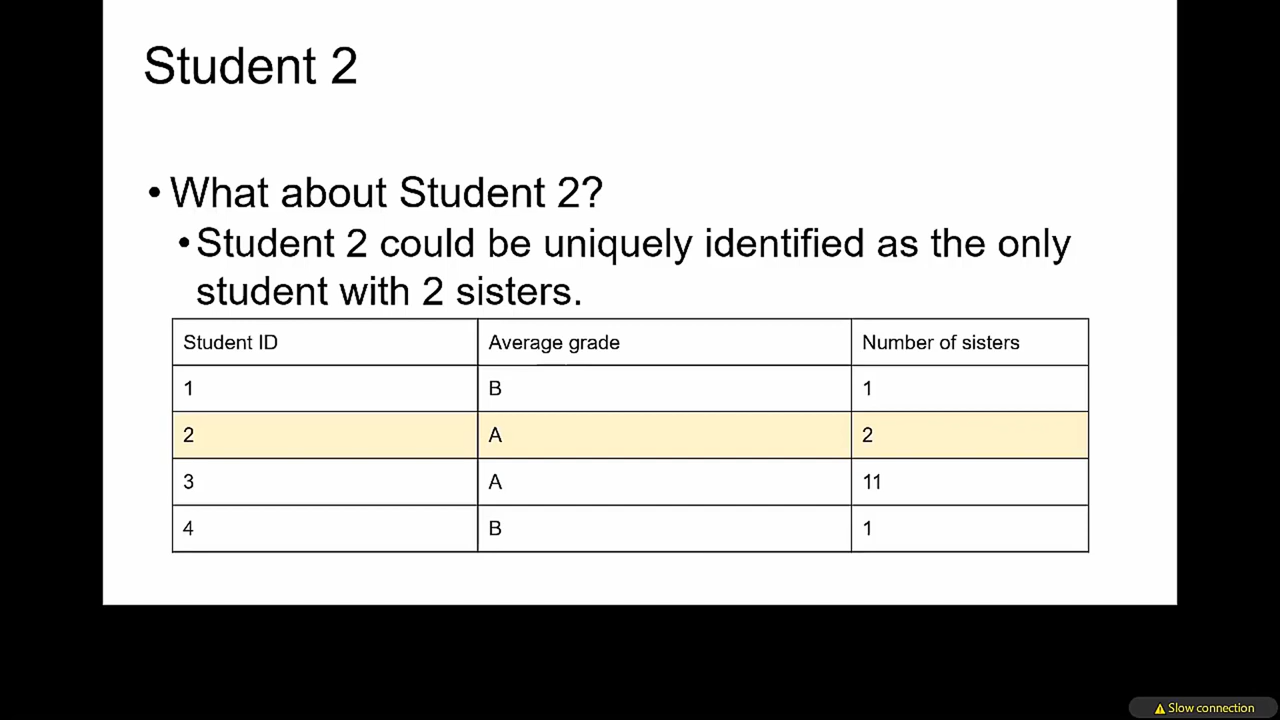 Student 2
• What about Student 2?
• Student 2 could be uniquely identified as the only
student with 2 sisters.
Student ID Average grade Number of sisters
1 B 1
2 A 2
3 A 11
4 B 1
Slow connection